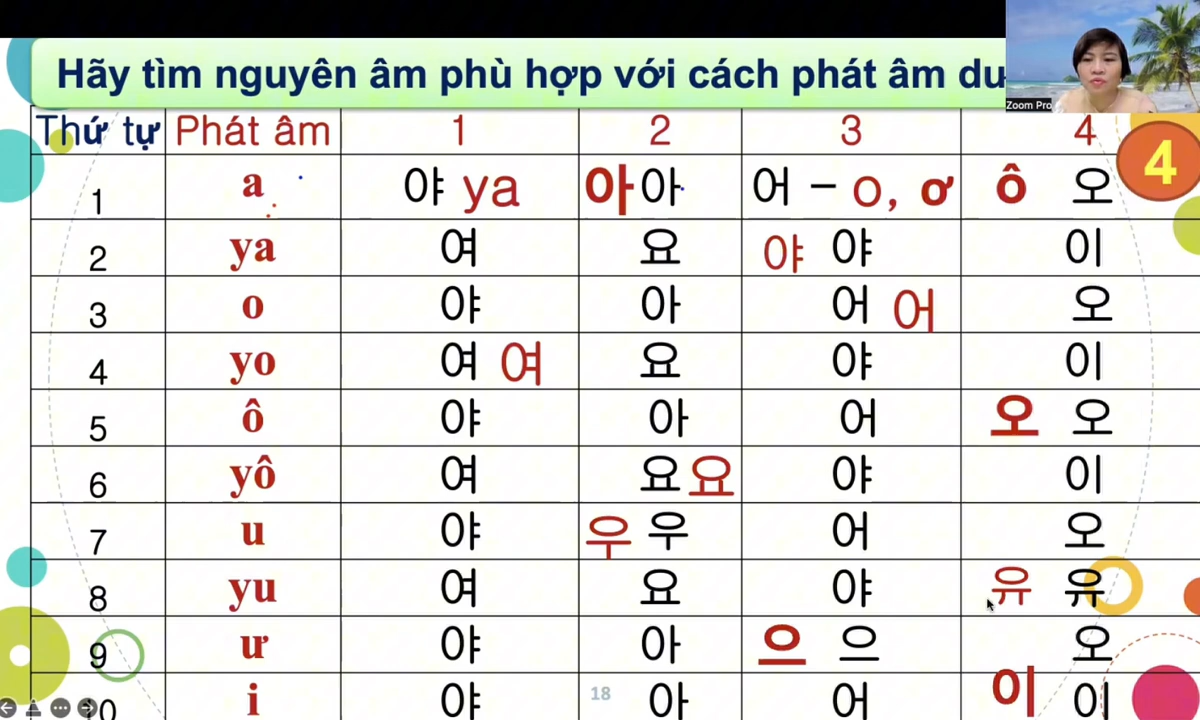 Hãy tìm nguyên âm phù hợp với cách phát âm
Zoom Pro
Thứ tự Phát âm 1 2 3 4
4
1 a 야 ya 아 아 어 – o, ơ ô 오
2 ya 여 요 야 야 이
3 o 야 아 어 어 오
4 yo 여 여 요 야 이
5 ô 야 아 어 오 오
6 yô 여 요 요 야 이
7 u 야 우 우 어 오
8 yu 여 요 야 유 유
9 ư 야 아 으 으 오
10 i 야 아 어 이 이
18